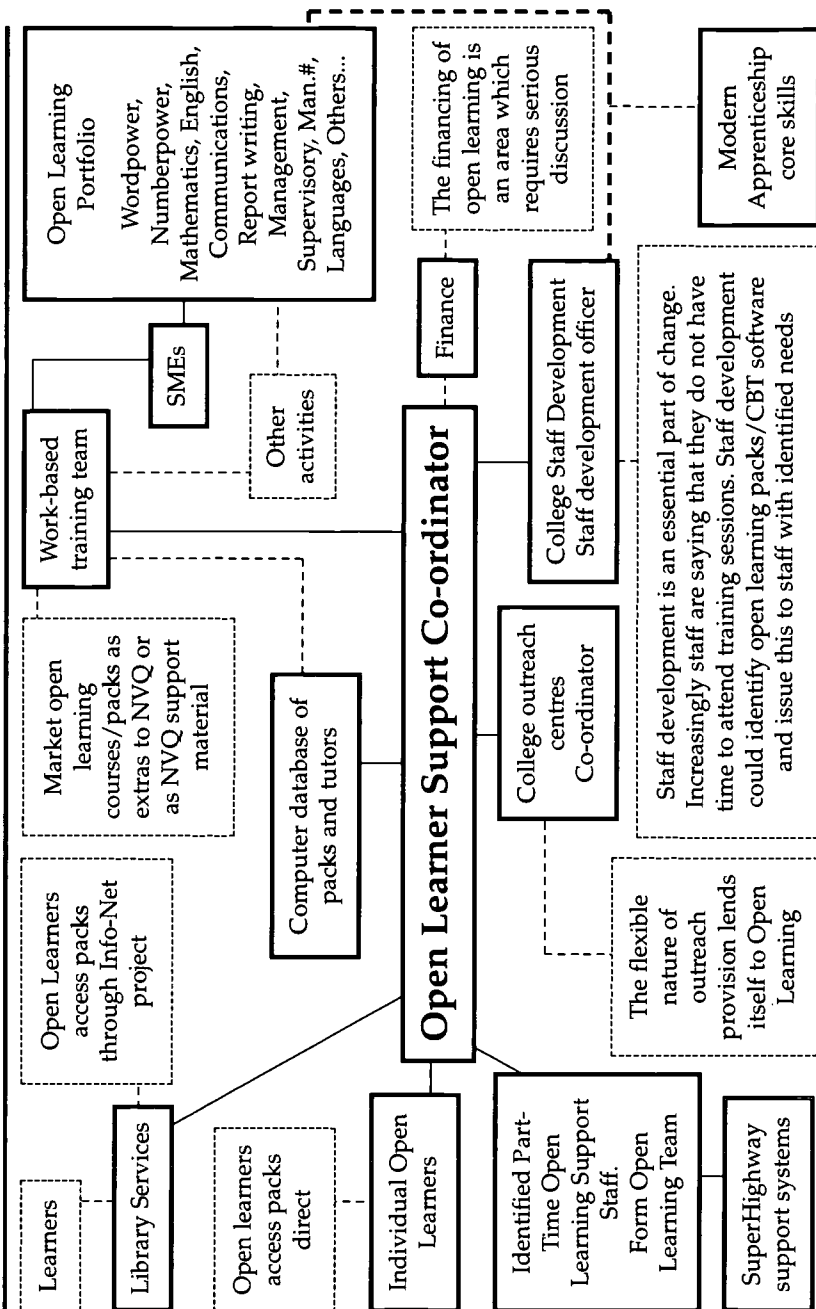 Learners
Library Services
Open Learners
access packs
through Info-Net
project
Market open
learning
courses/packs as
extras to NVQ or
as NVQ support
material
Work-based
training team
SMEs
Open Learning
Portfolio
Wordpower,
Numberpower,
Mathematics, English,
Communications,
Report writing,
Management,
Supervisory, Man.#,
Languages, Others...
Open learners
access packs
direct
Computer database of
packs and tutors
Other
activities
Individual Open
Learners
Open Learner Support Co-ordinator
Finance
The financing of
open learning is
an area which
requires serious
discussion
Identified Part-
Time Open
Learning Support
Staff.
Form Open
Learning Team
College outreach
centres
Co-ordinator
College Staff Development
Staff development officer
SuperHighway
support systems
The flexible
nature of
outreach
provision lends
itself to Open
Learning
Staff development is an essential part of change.
Increasingly staff are saying that they do not have
time to attend training sessions. Staff development
could identify open learning packs/CBT software
and issue this to staff with identified needs
Modern
Apprenticeship
core skills